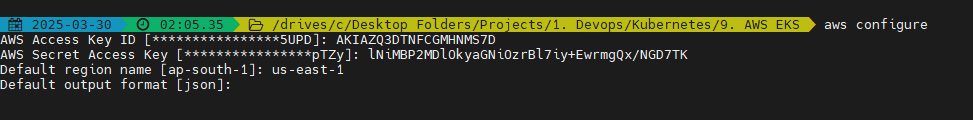 2025-03-30 02:05.35 /drives/c/Desktop Folders/Projects/1. Devops/Kubernetes/9. AWS EKS aws configure
AWS Access Key ID [****************5UPD]: AKIAZQ3DTNFCGMHNMS7D
AWS Secret Access Key [****************pTZy]: 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
Default region name [ap-south-1]: us-east-1
Default output format [json]: